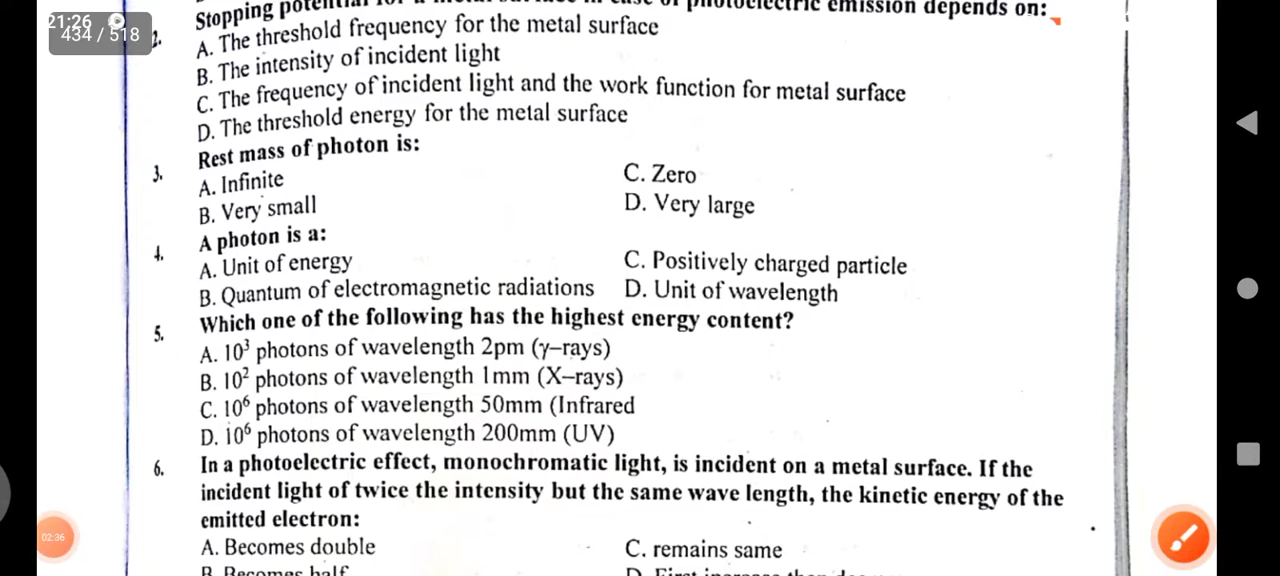 21:26
434 / 518
2. Stopping potential for a metal surface in case of photoelectric emission depends on:
A. The threshold frequency for the metal surface
B. The intensity of incident light
C. The frequency of incident light and the work function for metal surface
D. The threshold energy for the metal surface
3. Rest mass of photon is:
A. Infinite
C. Zero
B. Very small
D. Very large
4. A photon is a:
A. Unit of energy
C. Positively charged particle
B. Quantum of electromagnetic radiations
D. Unit of wavelength
5. Which one of the following has the highest energy content?
A. 10³ photons of wavelength 2pm (γ–rays)
B. 10² photons of wavelength 1mm (X–rays)
C. 10⁶ photons of wavelength 50mm (Infrared
D. 10⁶ photons of wavelength 200mm (UV)
6. In a photoelectric effect, monochromatic light, is incident on a metal surface. If the
incident light of twice the intensity but the same wave length, the kinetic energy of the
emitted electron:
A. Becomes double
C. remains same
B. Becomes half
D. First
02:36